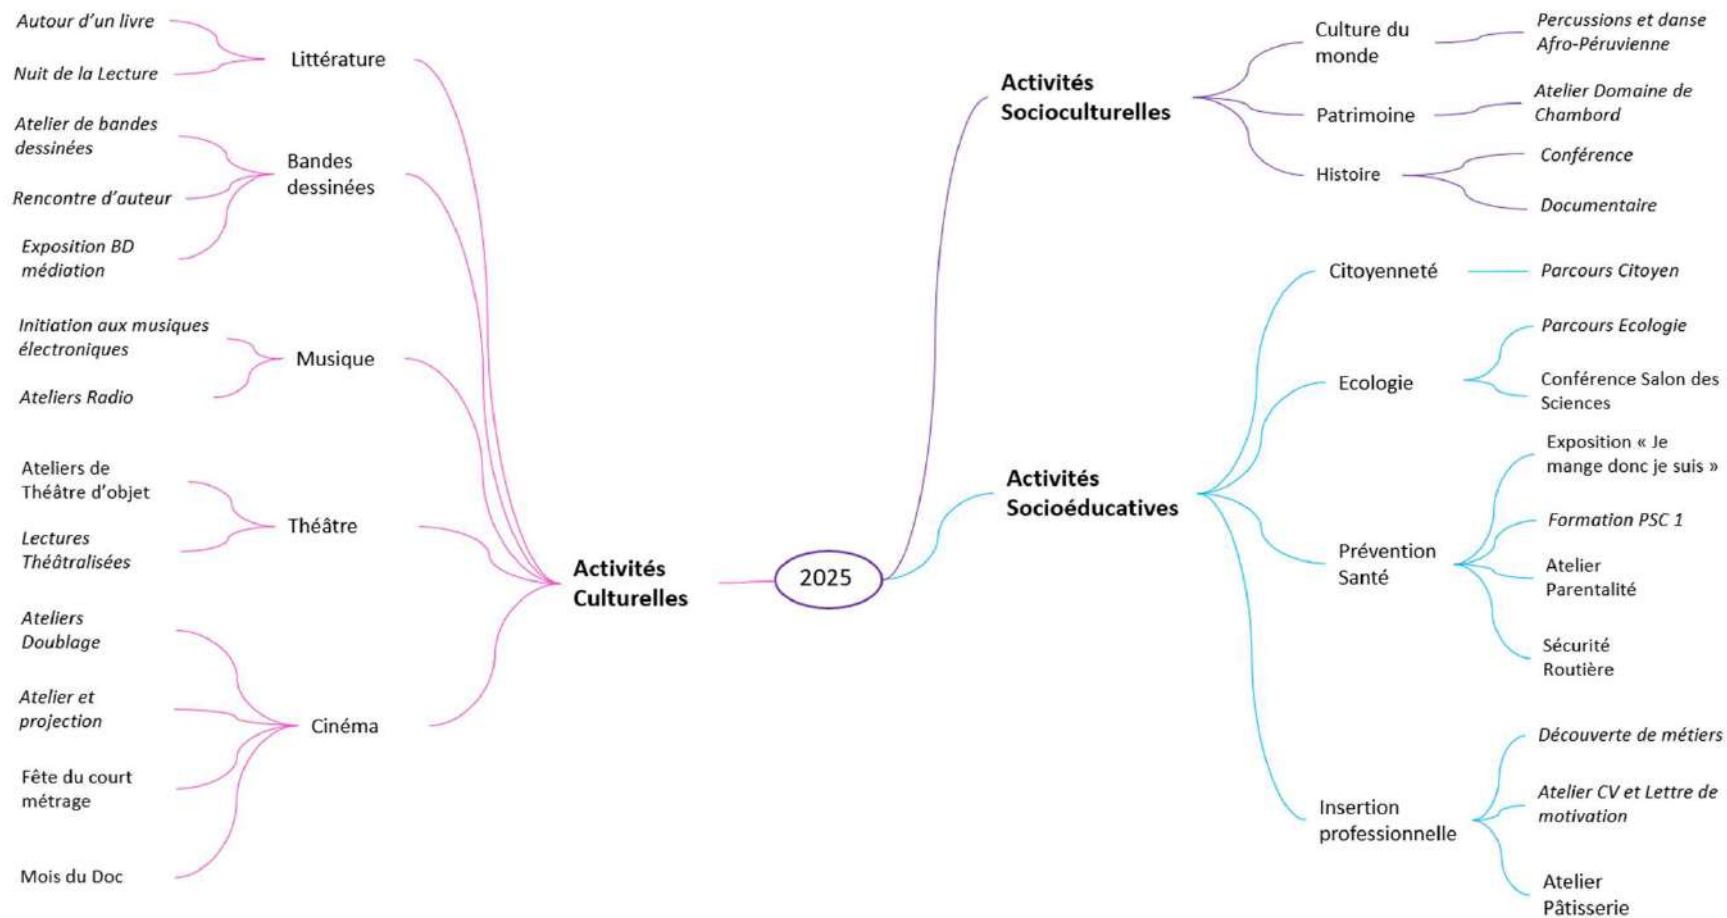 Autour d’un livre
Nuit de la Lecture
Littérature
Atelier de bandes
dessinées
Rencontre d’auteur
Exposition BD
médiation
Bandes
dessinées
Initiation aux musiques
électroniques
Ateliers Radio
Musique
Ateliers de
Théâtre d’objet
Lectures
Théâtralisées
Théâtre
Ateliers
Doublage
Atelier et
projection
Fête du court
métrage
Mois du Doc
Cinéma
Activités
Culturelles
2025
Activités
Socioculturelles
Culture du
monde
Percussions et danse
Afro-Péruvienne
Patrimoine
Atelier Domaine de
Chambord
Histoire
Conférence
Documentaire
Activités
Socioéducatives
Citoyenneté
Parcours Citoyen
Ecologie
Parcours Ecologie
Conférence Salon des
Sciences
Prévention
Santé
Exposition « Je
mange donc je suis »
Formation PSC 1
Atelier
Parentalité
Sécurité
Routière
Insertion
professionnelle
Découverte de métiers
Atelier CV et Lettre de
motivation
Atelier
Pâtisserie